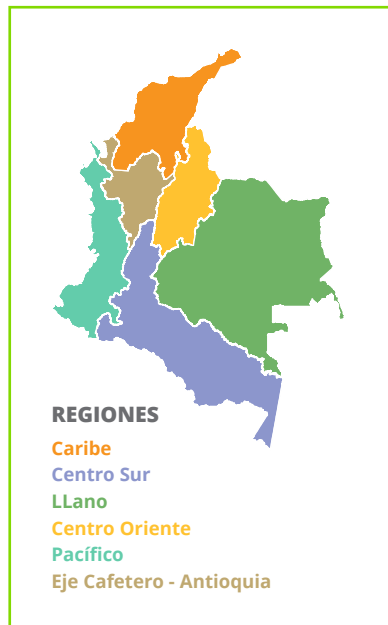 REGIONES
Caribe
Centro Sur
LLano
Centro Oriente
Pacífico
Eje Cafetero - Antioquia